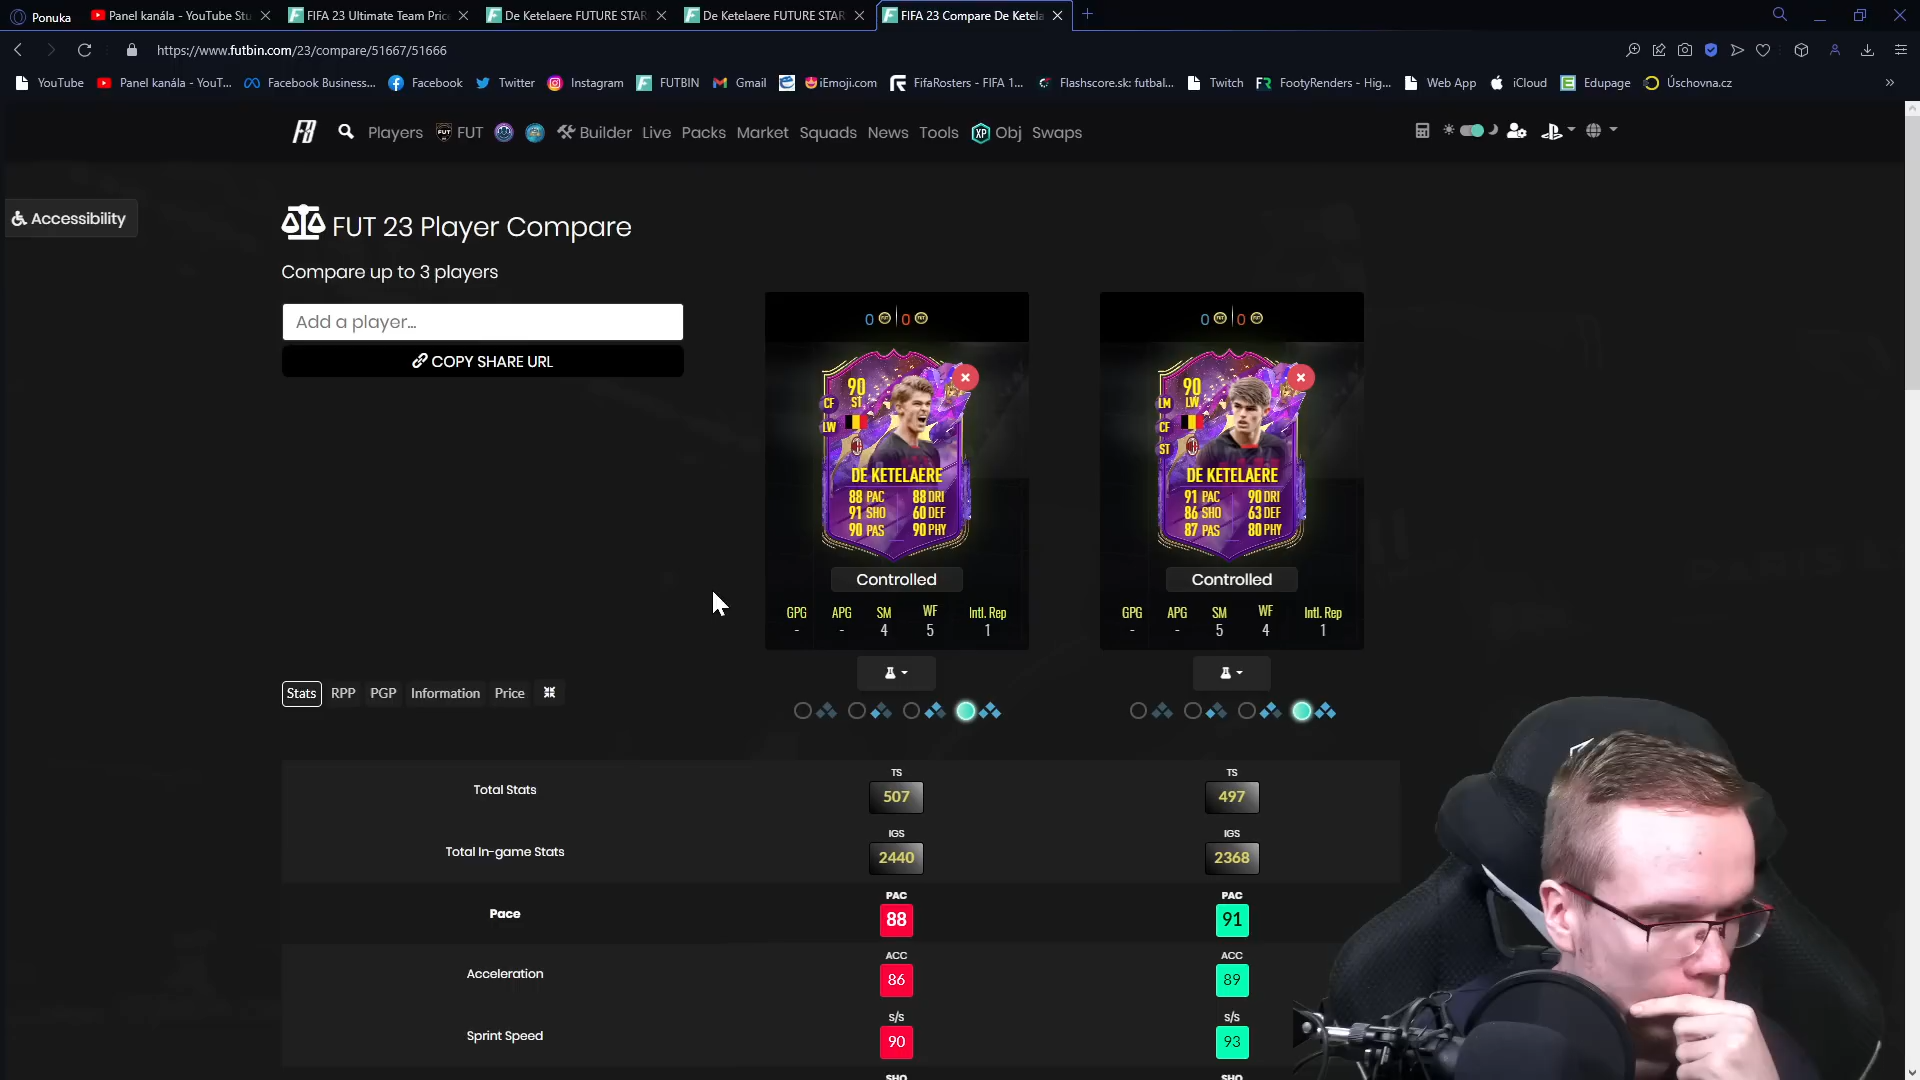 Ponuka
Panel kanála - YouTube Stu
FIFA 23 Ultimate Team Pric
De Ketelaere FUTURE STAR
De Ketelaere FUTURE STAR
FIFA 23 Compare De Ketela
https://www.futbin.com/23/compare/51667/51666
YouTube
Panel kanála - YouT...
Facebook Business...
Facebook
Twitter
Instagram
FUTBIN
Gmail
iEmoji.com
FifaRosters - FIFA 1...
Flashscore.sk: futbal...
Twitch
FootyRenders - Hig...
Web App
iCloud
Edupage
Úschovna.cz
Players
FUT
Builder
Live
Packs
Market
Squads
News
Tools
XP Obj
Swaps
Accessibility
FUT 23 Player Compare
Compare up to 3 players
Add a player...
COPY SHARE URL
0 | 0
90
ST
CF
LW
DE KETELAERE
88 PAC 88 DRI
91 SHO 60 DEF
90 PAS 90 PHY
Controlled
GPG APG SM WF Intl. Rep
- - 4 5 1
0 | 0
90
LW
LM
CF
ST
DE KETELAERE
91 PAC 90 DRI
86 SHO 63 DEF
87 PAS 80 PHY
Controlled
GPG APG SM WF Intl. Rep
- - 5 4 1
Stats RPP PGP Information Price
TS TS
Total Stats 507 497
IGS IGS
Total In-game Stats 2440 2368
PAC PAC
Pace 88 91
ACC ACC
Acceleration 86 89
S/S S/S
Sprint Speed 90 93
SHO SHO